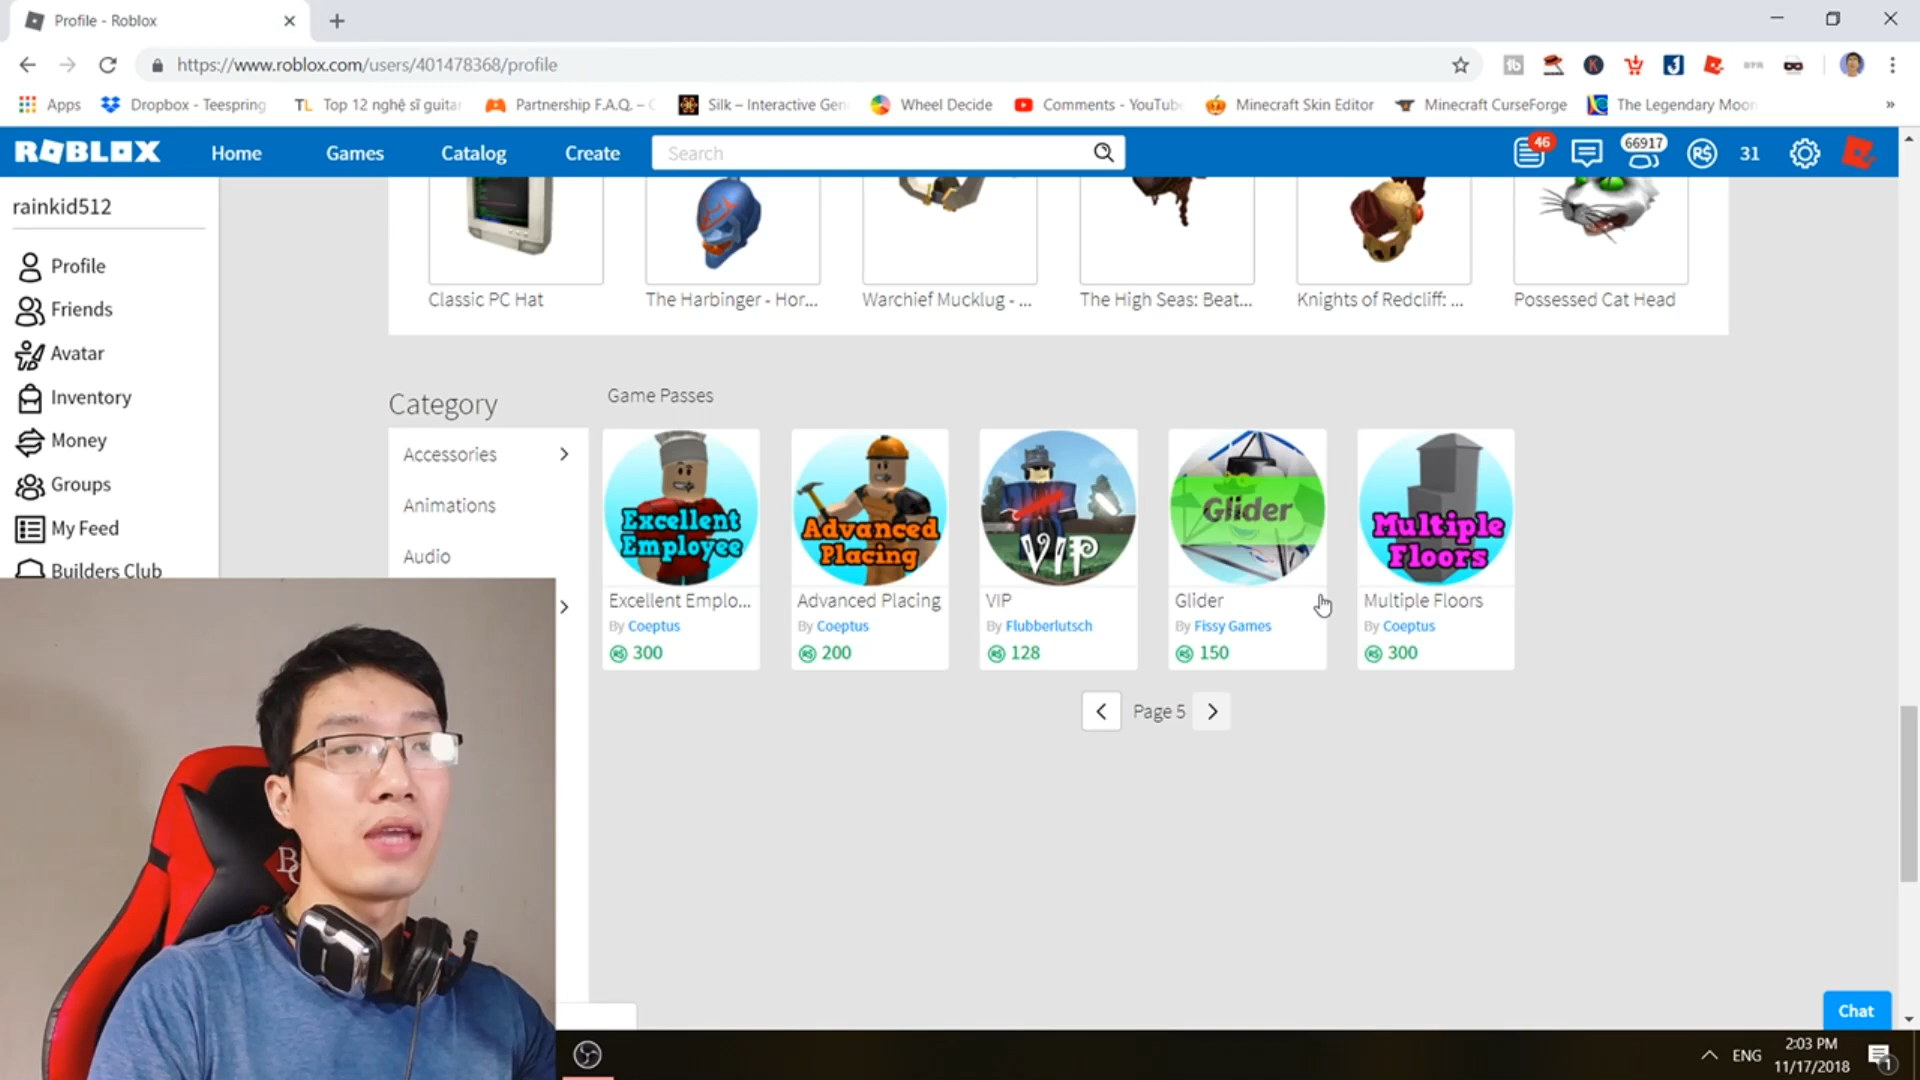 Profile - Roblox
https://www.roblox.com/users/401478368/profile
Apps
Dropbox - Teespring
TL Top 12 nghệ sĩ guitar
Partnership F.A.Q. –
Silk – Interactive Gen
Wheel Decide
Comments - YouTube
Minecraft Skin Editor
Minecraft CurseForge
The Legendary Moon
»
ROBLOX
Home
Games
Catalog
Create
Search
46
66917
R$
31
rainkid512
Profile
Friends
Avatar
Inventory
Money
Groups
My Feed
Builders Club
Classic PC Hat
The Harbinger - Hor...
Warchief Mucklug - ...
The High Seas: Beat...
Knights of Redcliff: ...
Possessed Cat Head
Category
Accessories
Animations
Audio
Game Passes
Excellent
Employee
Excellent Emplo...
By Coeptus
R$ 300
Advanced
Placing
Advanced Placing
By Coeptus
R$ 200
VIP
VIP
By Flubberlutsch
R$ 128
Glider
Glider
By Fissy Games
R$ 150
Multiple
Floors
Multiple Floors
By Coeptus
R$ 300
Page 5
Chat
ENG
2:03 PM
11/17/2018
1